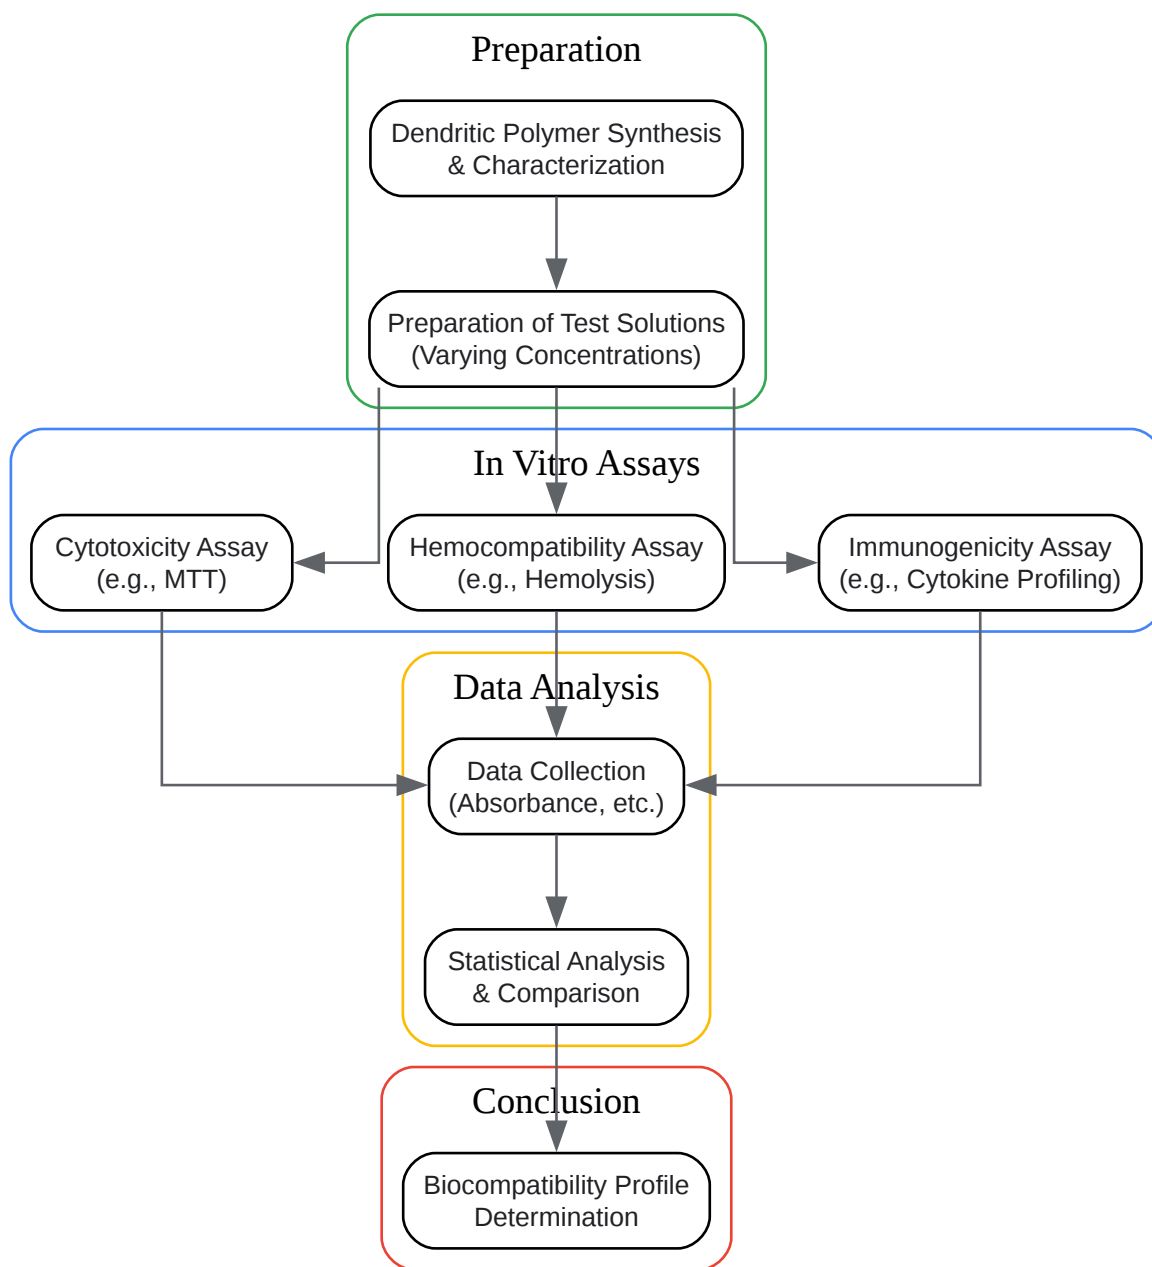 Preparation
Dendritic Polymer Synthesis
& Characterization
Preparation of Test Solutions
(Varying Concentrations)
In Vitro Assays
Cytotoxicity Assay
(e.g., MTT)
Hemocompatibility Assay
(e.g., Hemolysis)
Immunogenicity Assay
(e.g., Cytokine Profiling)
Data Analysis
Data Collection
(Absorbance, etc.)
Statistical Analysis
& Comparison
Conclusion
Biocompatibility Profile
Determination